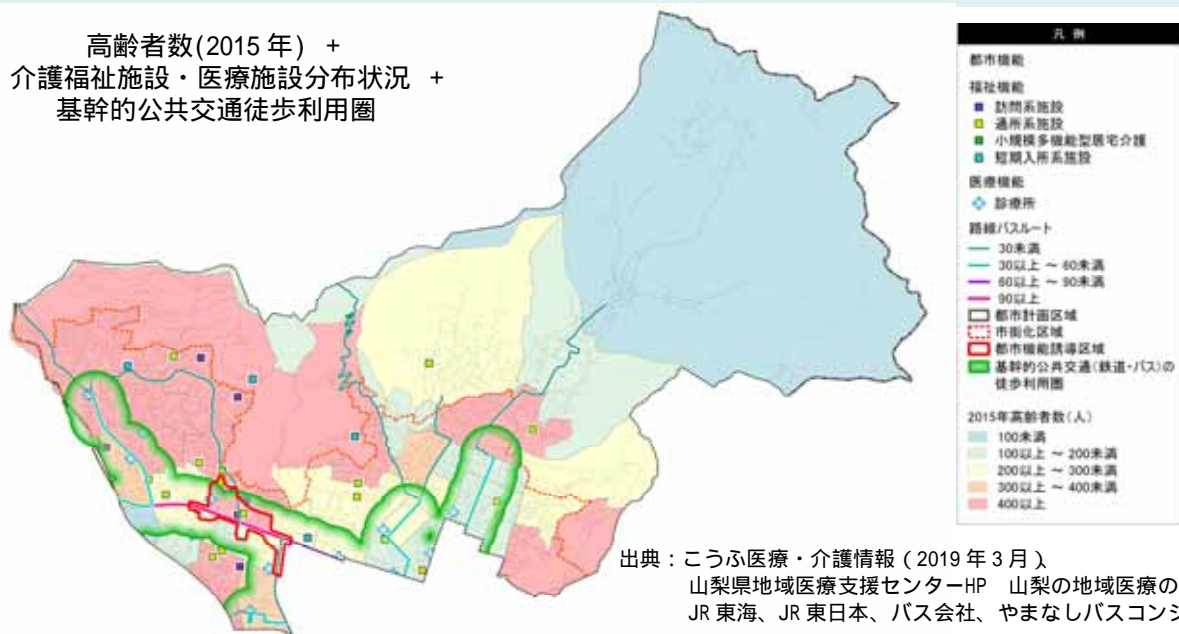 高齢者数(2015 年) +
介護福祉施設・医療施設分布状況 +
基幹的公共交通徒歩利用圏
凡 例
都市機能
福祉機能
訪問系施設
通所系施設
小規模多機能型居宅介護
短期入所系施設
医療機能
診療所
路線バスルート
30未満
30以上 ～ 60未満
60以上 ～ 90未満
90以上
都市計画区域
市街化区域
都市機能誘導区域
基幹的公共交通(鉄道・バス)の
徒歩利用圏
2015年高齢者数(人)
100未満
100以上 ～ 200未満
200以上 ～ 300未満
300以上 ～ 400未満
400以上
出典：こうふ医療・介護情報（2019 年 3 月）、
山梨県地域医療支援センターHP 山梨の地域医療の
JR 東海、JR 東日本、バス会社、やまなしバスコンシ